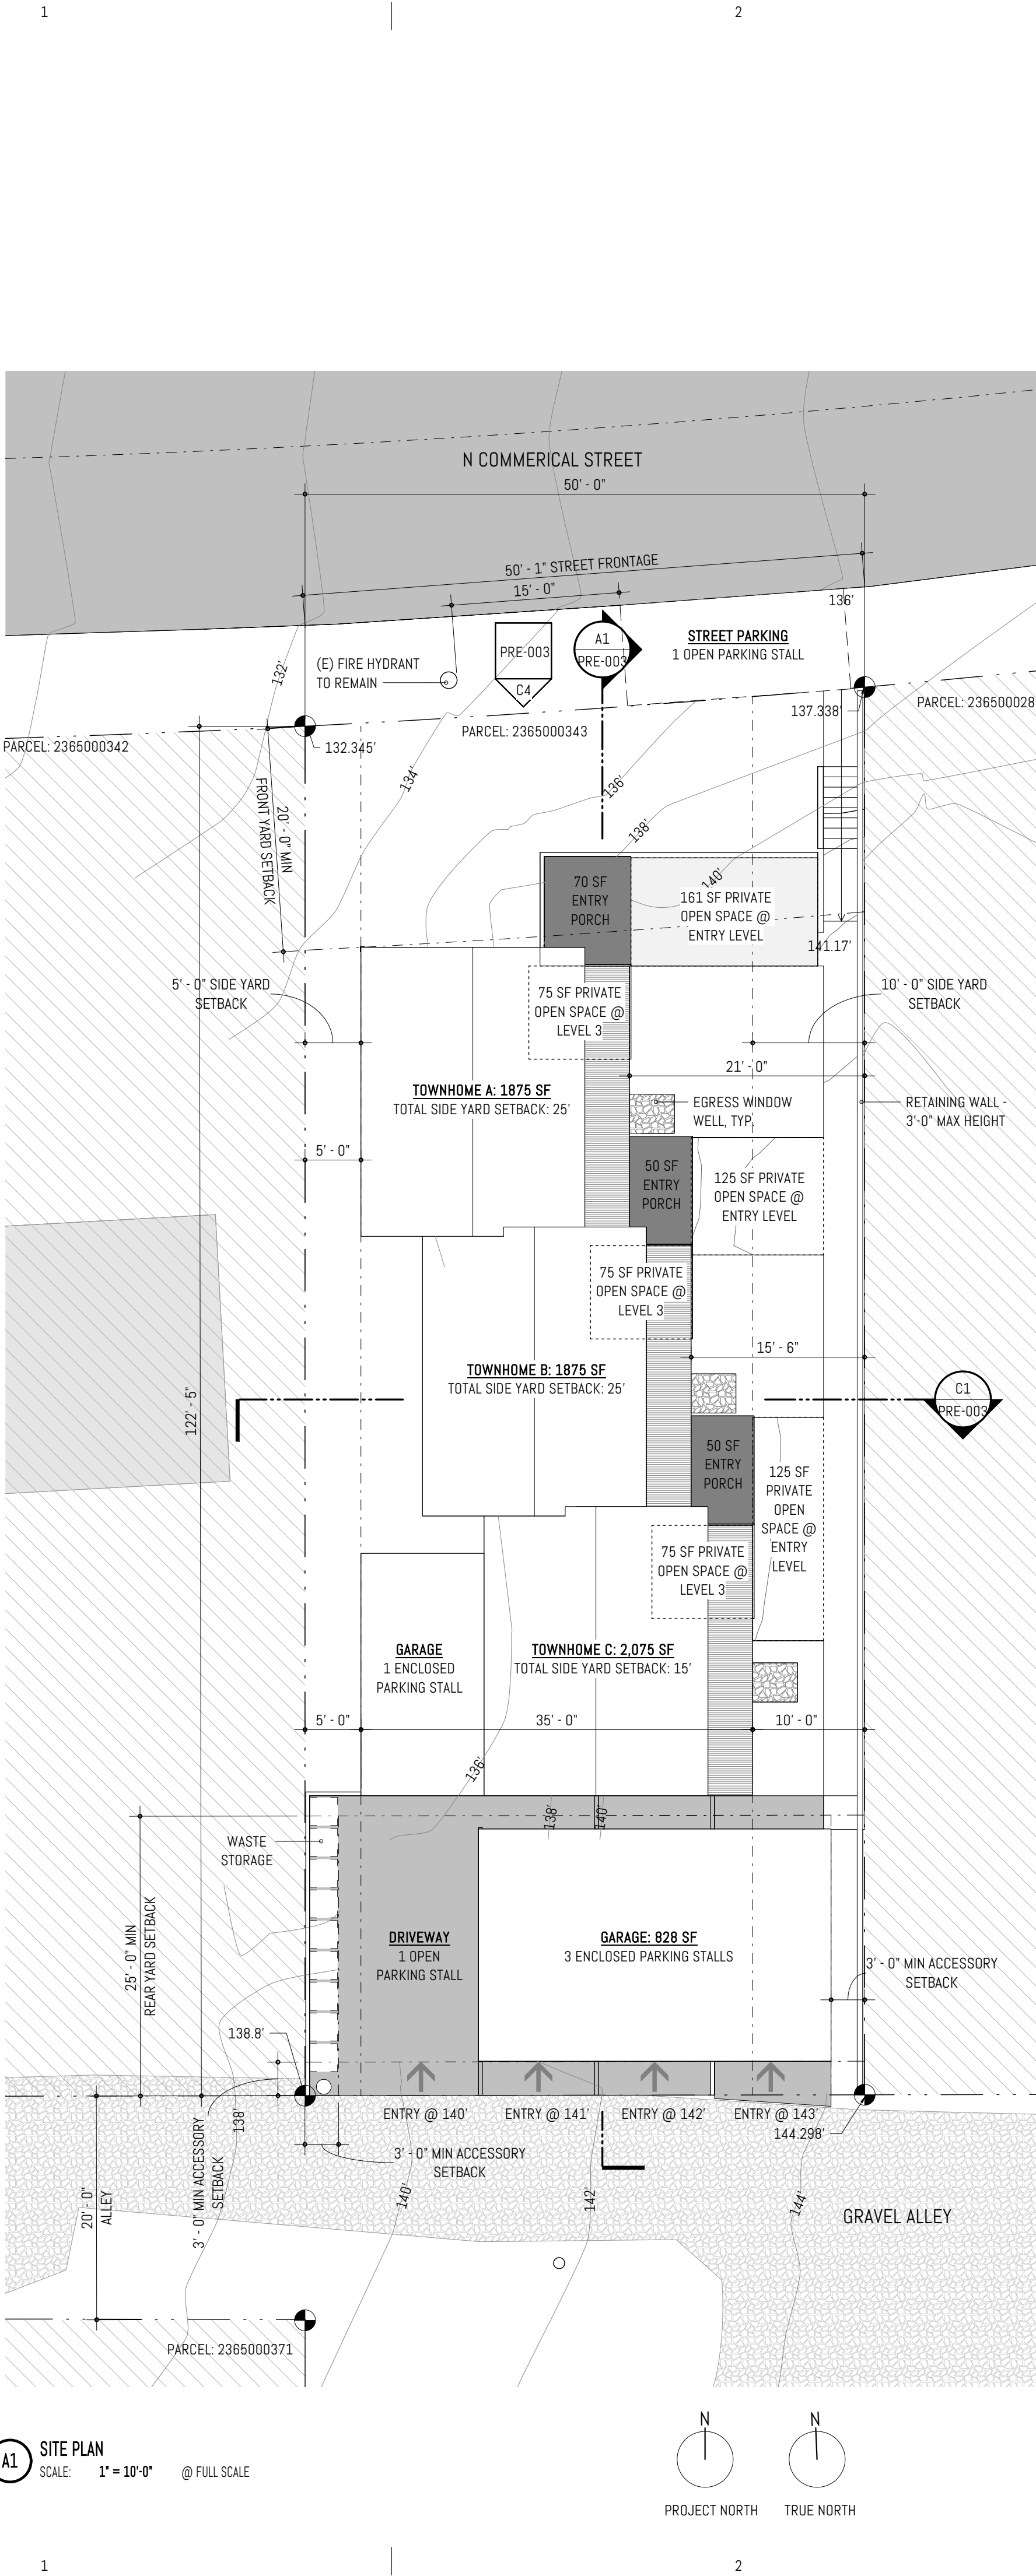 1
2
N COMMERICAL STREET
50' - 0"
50' - 1" STREET FRONTAGE
15' - 0"
136'
STREET PARKING
1 OPEN PARKING STALL
A1
PRE-003
PRE-003
C4
(E) FIRE HYDRANT
TO REMAIN
132'
137.338'
PARCEL: 236500028
PARCEL: 2365000343
PARCEL: 2365000342
132.345'
134'
136'
138'
140'
20' - 0" MIN
FRONT YARD SETBACK
70 SF
ENTRY
PORCH
161 SF PRIVATE
OPEN SPACE @
ENTRY LEVEL
141.17'
5' - 0" SIDE YARD
SETBACK
75 SF PRIVATE
OPEN SPACE @
LEVEL 3
10' - 0" SIDE YARD
SETBACK
21' - 0"
TOWNHOME A: 1875 SF
TOTAL SIDE YARD SETBACK: 25'
EGRESS WINDOW
WELL, TYP.
RETAINING WALL -
3'-0" MAX HEIGHT
5' - 0"
50 SF
ENTRY
PORCH
125 SF PRIVATE
OPEN SPACE @
ENTRY LEVEL
75 SF PRIVATE
OPEN SPACE @
LEVEL 3
15' - 6"
TOWNHOME B: 1875 SF
TOTAL SIDE YARD SETBACK: 25'
122' - 5"
C1
PRE-003
50 SF
ENTRY
PORCH
125 SF
PRIVATE
OPEN
SPACE @
ENTRY
LEVEL
75 SF PRIVATE
OPEN SPACE @
LEVEL 3
GARAGE
1 ENCLOSED
PARKING STALL
TOWNHOME C: 2,075 SF
TOTAL SIDE YARD SETBACK: 15'
5' - 0"
35' - 0"
10' - 0"
136'
138'
140'
WASTE
STORAGE
25' - 0" MIN
REAR YARD SETBACK
DRIVEWAY
1 OPEN
PARKING STALL
GARAGE: 828 SF
3 ENCLOSED PARKING STALLS
3' - 0" MIN ACCESSORY
SETBACK
138.8'
ENTRY @ 140'
ENTRY @ 141'
ENTRY @ 142'
ENTRY @ 143'
144.298'
138'
3' - 0" MIN ACCESSORY
SETBACK
3' - 0" MIN ACCESSORY
SETBACK
20' - 0"
ALLEY
140'
142'
144'
GRAVEL ALLEY
PARCEL: 2365000371
A1
SITE PLAN
SCALE: 1" = 10'-0" @ FULL SCALE
N
N
PROJECT NORTH
TRUE NORTH
1
2